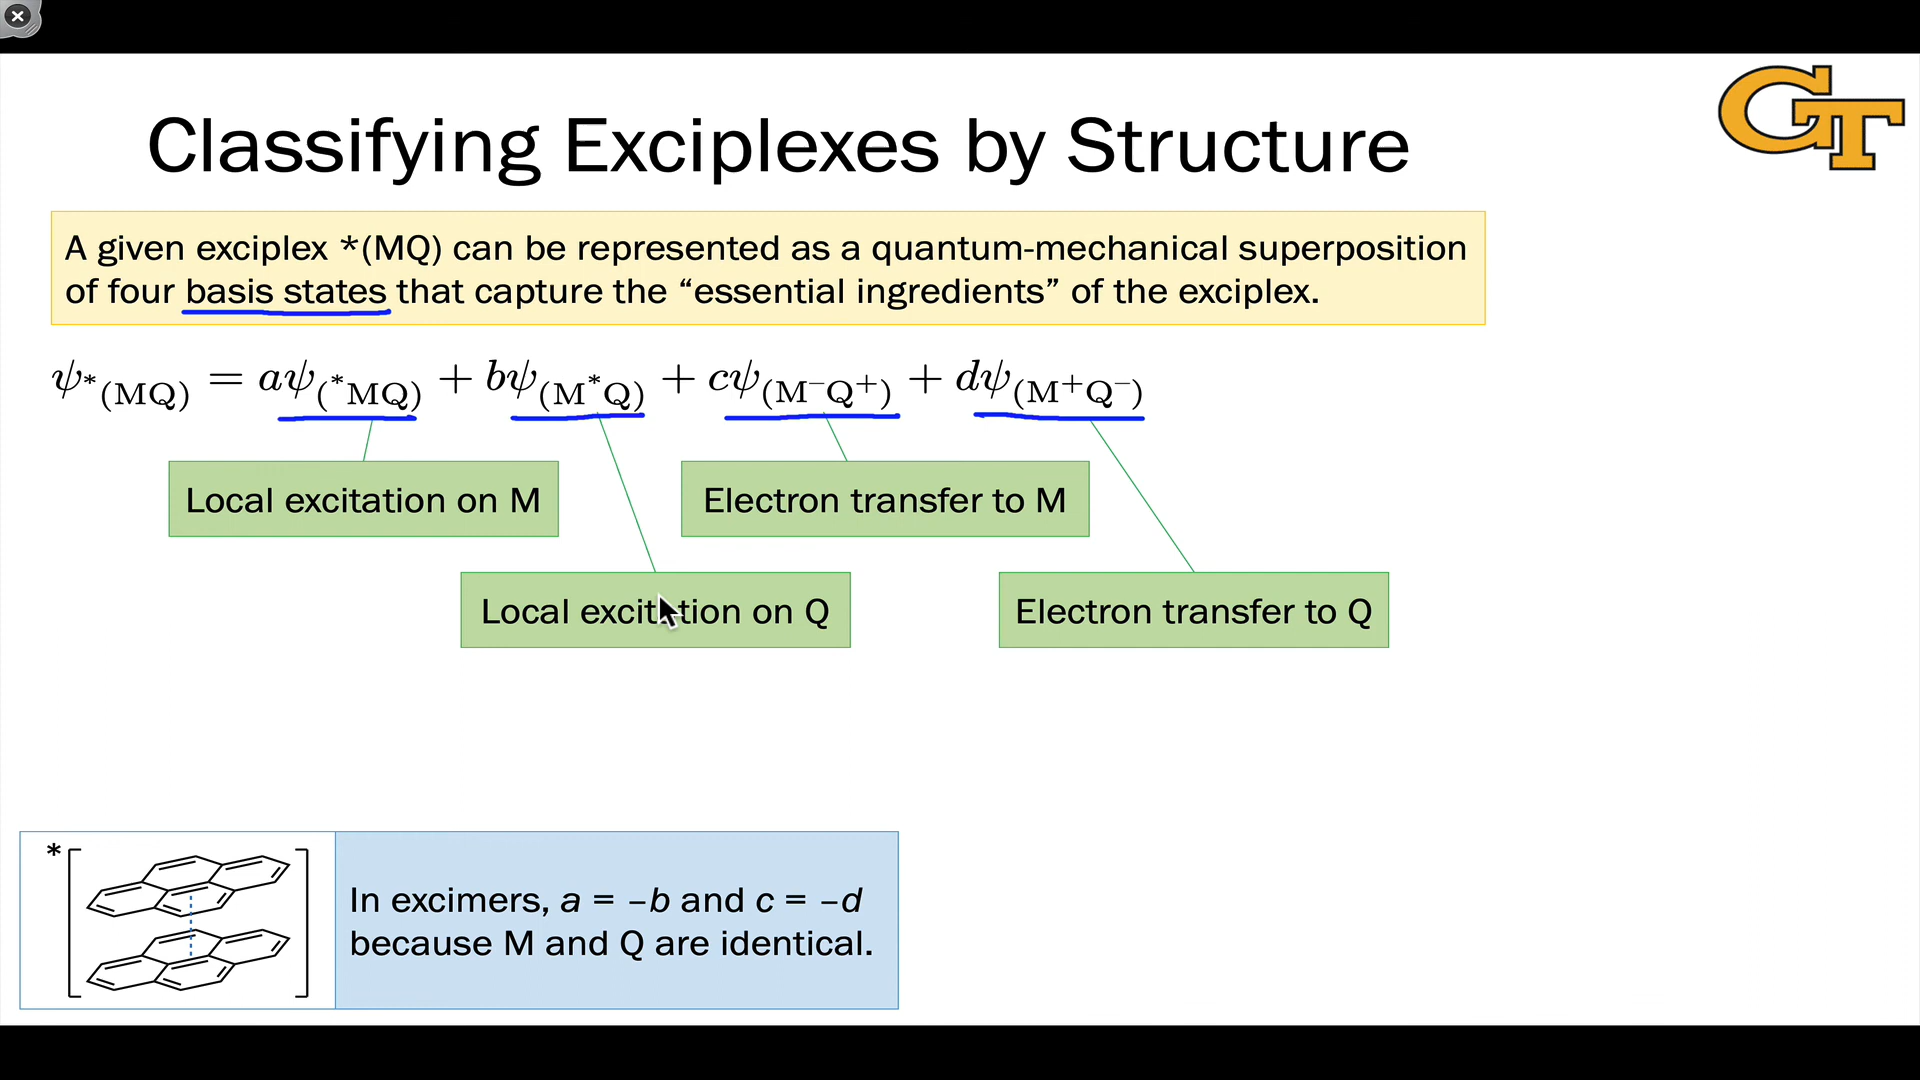 GT
Classifying Exciplexes by Structure
A given exciplex *(MQ) can be represented as a quantum-mechanical superposition
of four basis states that capture the “essential ingredients” of the exciplex.
ψ*(MQ) = aψ(*MQ) + bψ(M*Q) + cψ(M⁻Q⁺) + dψ(M⁺Q⁻)
Local excitation on M
Electron transfer to M
Local excitation on Q
Electron transfer to Q
*
In excimers, a = –b and c = –d
because M and Q are identical.